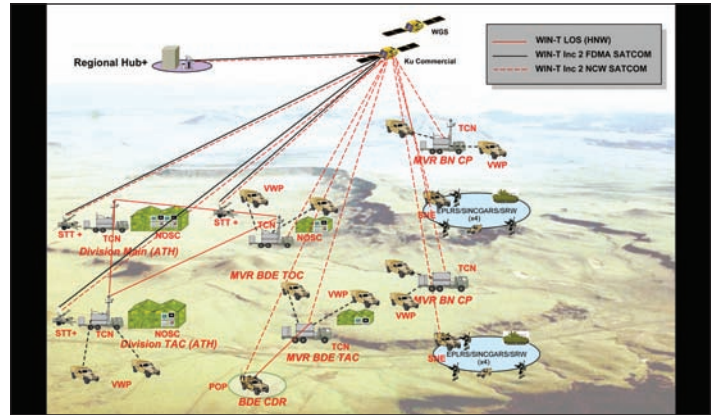 WGS
Ku Commercial
Regional Hub+
WIN-T LOS (HNW)
WIN-T Inc 2 FDMA SATCOM
WIN-T Inc 2 NCW SATCOM
TCN
VWP
MVR BN CP
VWP
STT +
TCN
NOSC
Division Main (ATH)
STT +
TCN
NOSC
MVR BDE TOC
SNE
EPLRS/SINCGARS/SRW
(x4)
TCN
MVR BN CP
VWP
VWP
STT+
TCN
NOSC
Division TAC (ATH)
VWP
TCN
MVR BDE TAC
POP
BDE CDR
SNE
EPLRS/SINCGARS/SRW
(x4)